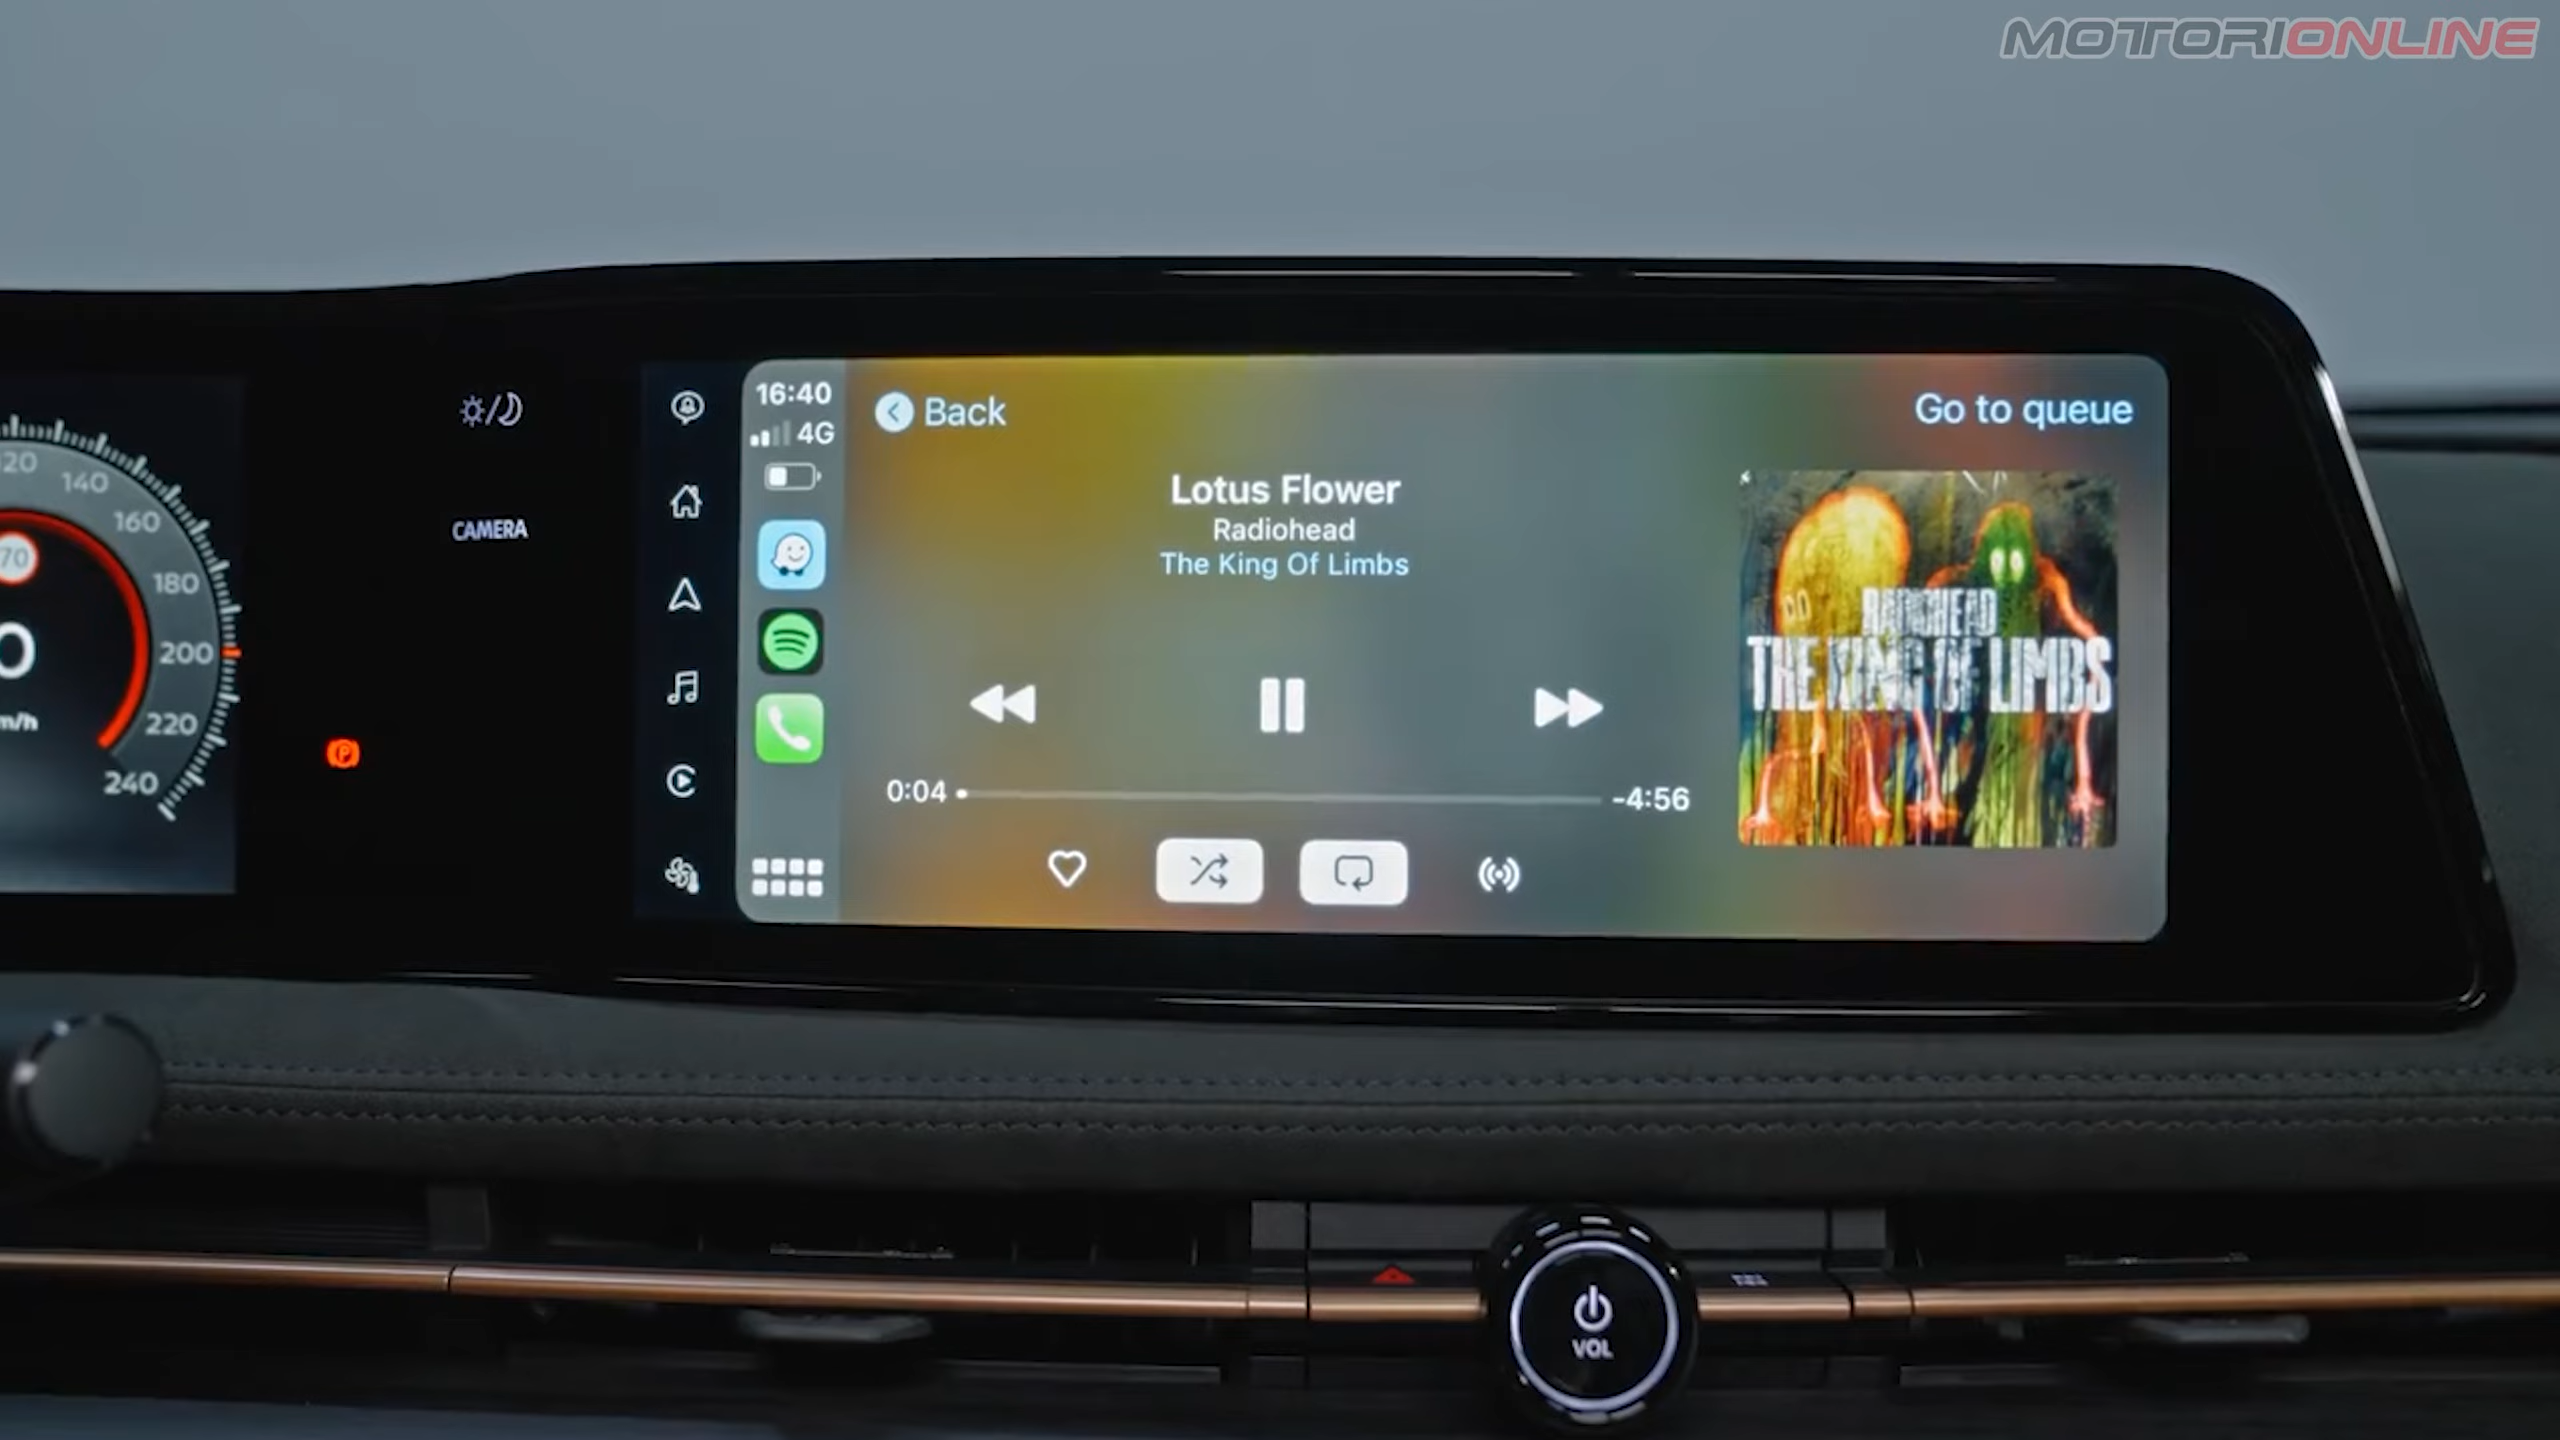 MOTORIONLINE
140
160
180
200
220
240
70
CAMERA
16:40
4G
Back
Go to queue
Lotus Flower
Radiohead
The King Of Limbs
0:04
-4:56
RADIOHEAD
THE KING OF LIMBS
VOL